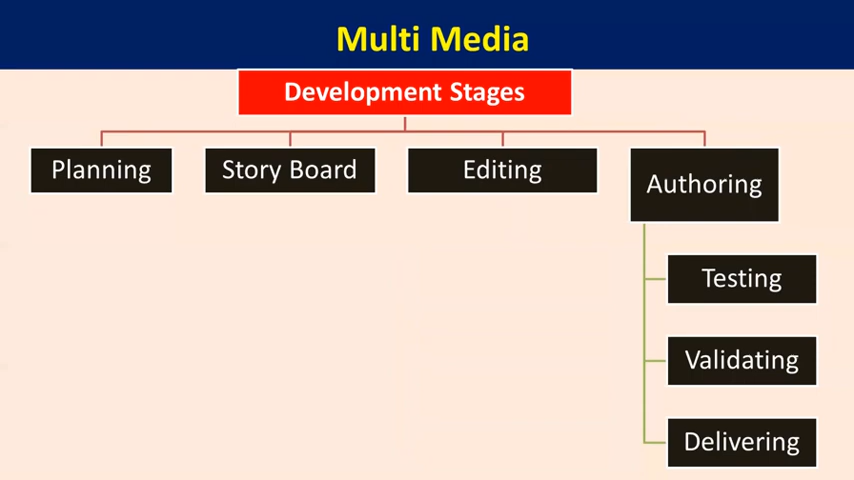 Multi Media
Development Stages
Planning
Story Board
Editing
Authoring
Testing
Validating
Delivering